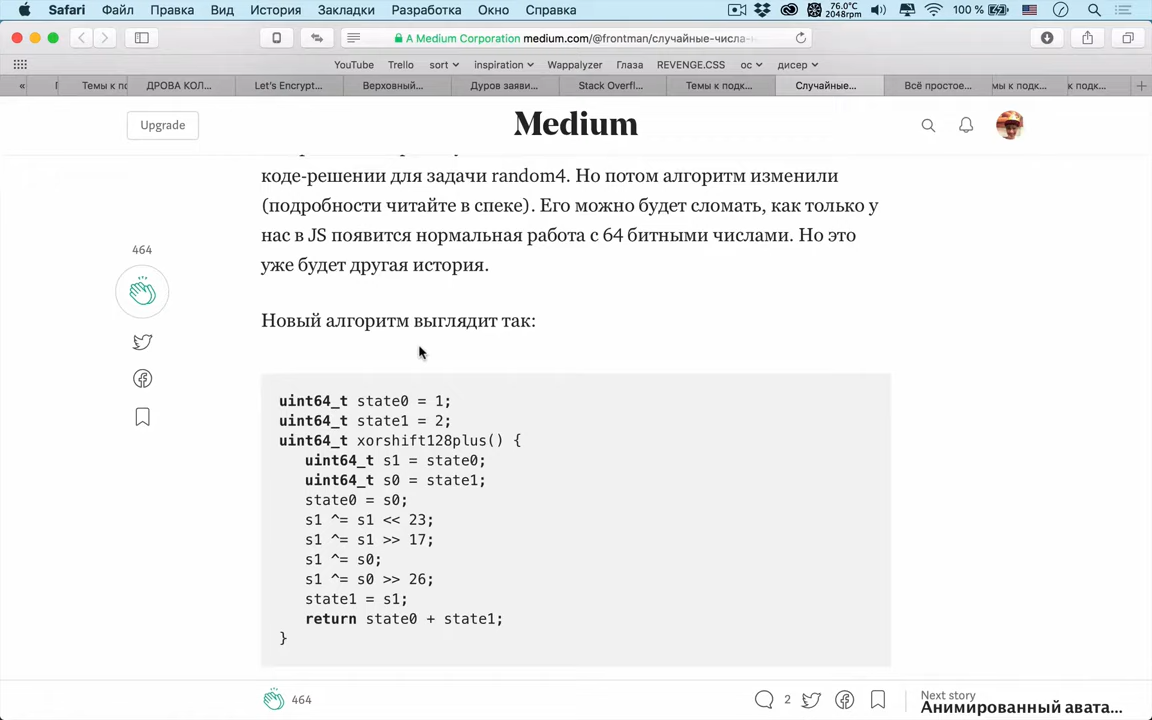 Safari Файл Правка Вид История Закладки Разработка Окно Справка 76.0°C 2048rpm 100 %
A Medium Corporation medium.com/@frontman/случайные-числа-
YouTube Trello sort inspiration Wappalyzer Глаза REVENGE.CSS ос дисер
« Темы к по ДРОВА КОЛ... Let's Encrypt... Верховный... Дуров заяви... Stack Overfl... Темы к подк... Случайные... Всё простое... мы к подк... к подк... +
Upgrade
Medium
коде-решении для задачи random4. Но потом алгоритм изменили
(подробности читайте в спеке). Его можно будет сломать, как только у
нас в JS появится нормальная работа с 64 битными числами. Но это
уже будет другая история.
464
Новый алгоритм выглядит так:
uint64_t state0 = 1;
uint64_t state1 = 2;
uint64_t xorshift128plus() {
uint64_t s1 = state0;
uint64_t s0 = state1;
state0 = s0;
s1 ^= s1 << 23;
s1 ^= s1 >> 17;
s1 ^= s0;
s1 ^= s0 >> 26;
state1 = s1;
return state0 + state1;
}
464
2
Next story
Анимированный авата...